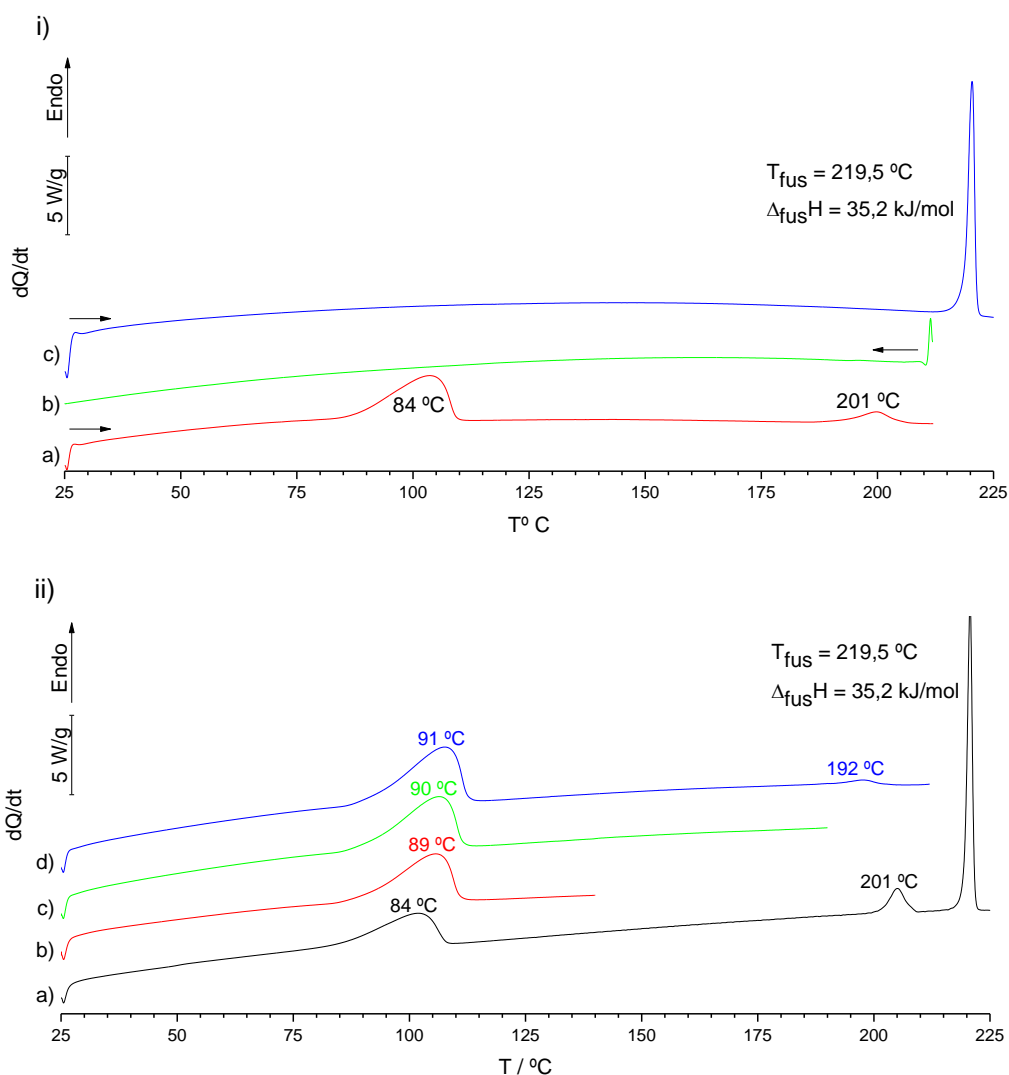 i)
Endo
5 W/g
dQ/dt
T_fus = 219,5 ºC
Δ_fusH = 35,2 kJ/mol
c)
b)
a)
84 ºC
201 ºC
25 50 75 100 125 150 175 200 225
Tº C
ii)
Endo
5 W/g
dQ/dt
T_fus = 219,5 ºC
Δ_fusH = 35,2 kJ/mol
91 ºC
192 ºC
90 ºC
d)
89 ºC
c)
201 ºC
84 ºC
b)
a)
25 50 75 100 125 150 175 200 225
T / ºC